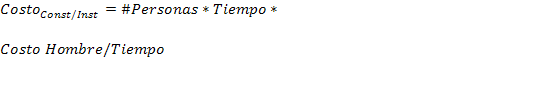 Costo_{Const/Inst} = #Personas * Tiempo *
Costo Hombre/Tiempo